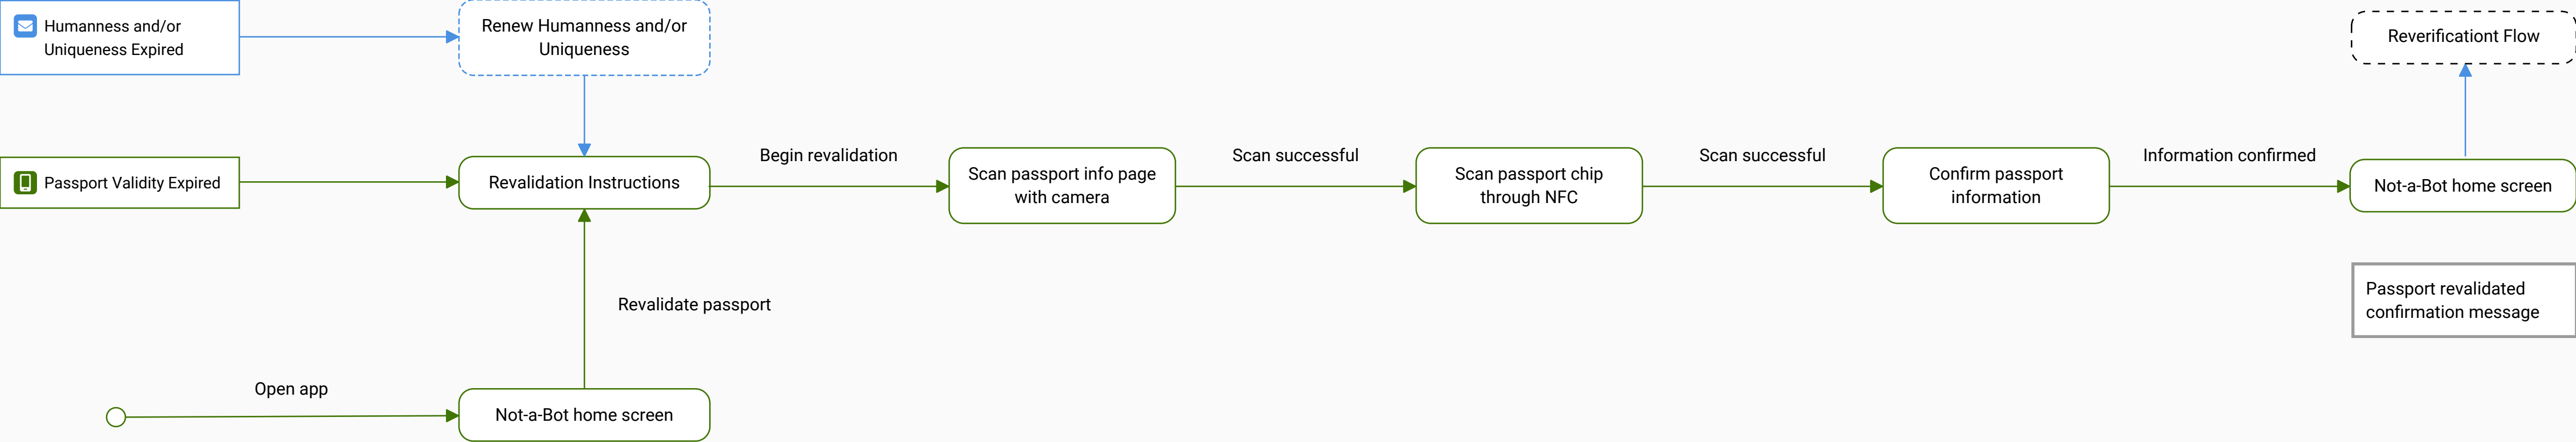 Humanness and/or
Uniqueness Expired
Renew Humanness and/or
Uniqueness
Reverificationt Flow
Passport Validity Expired
Revalidation Instructions
Begin revalidation
Scan passport info page
with camera
Scan successful
Scan passport chip
through NFC
Scan successful
Confirm passport
information
Information confirmed
Not-a-Bot home screen
Revalidate passport
Passport revalidated
confirmation message
Open app
Not-a-Bot home screen